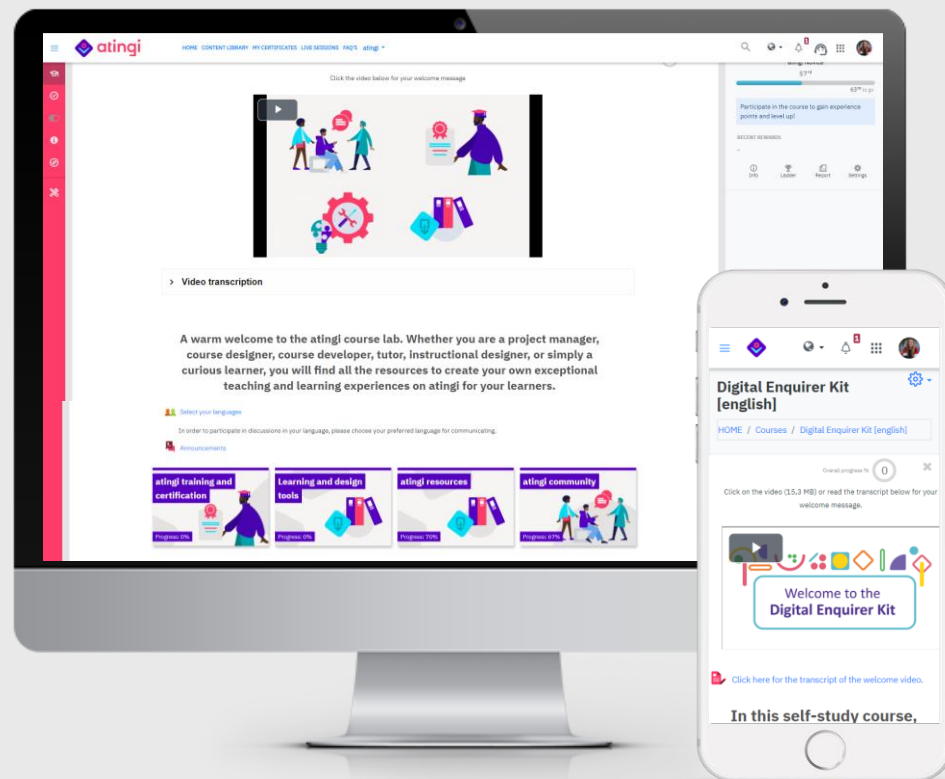 atingi
HOME CONTENT LIBRARY MY CERTIFICATES LIVE SESSIONS FAQ'S atingi
1
Click the video below for your welcome message
Participate in the course to gain experience
points and level up!
RECENT REWARDS
-
Info Ladder Report Settings
Video transcription
A warm welcome to the atingi course lab. Whether you are a project manager,
course designer, course developer, tutor, instructional designer, or simply a
curious learner, you will find all the resources to create your own exceptional
teaching and learning experiences on atingi for your learners.
Select your languages
In order to participate in discussions in your language, please choose your preferred language for communicating.
Announcements
atingi training and
certification
Progress: 0%
Learning and design
tools
Progress: 0%
atingi resources
Progress: 70%
atingi community
Progress: 67%
1
Digital Enquirer Kit
[english]
HOME / Courses / Digital Enquirer Kit [english]
Overall progress % 0
Click on the video (15,3 MB) or read the transcript below for your
welcome message.
Welcome to the
Digital Enquirer Kit
Click here for the transcript of the welcome video.
In this self-study course,